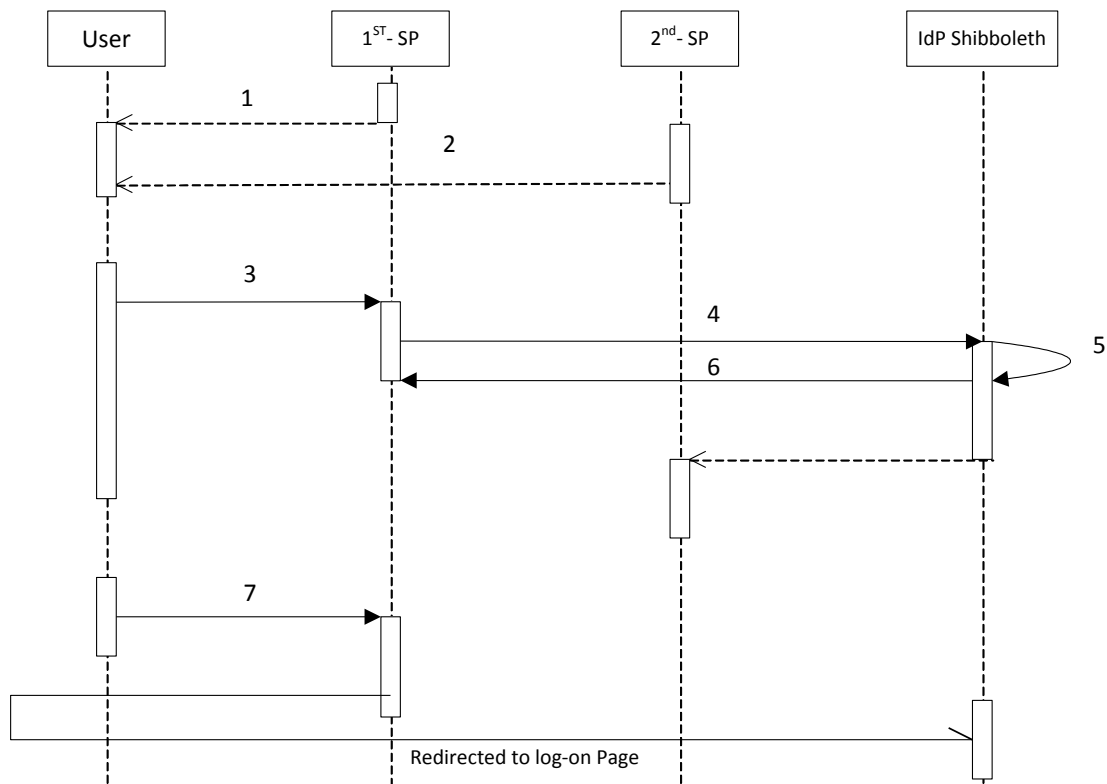 User
1ST- SP
2nd- SP
IdP Shibboleth
1
2
3
4
5
6
7
Redirected to log-on Page